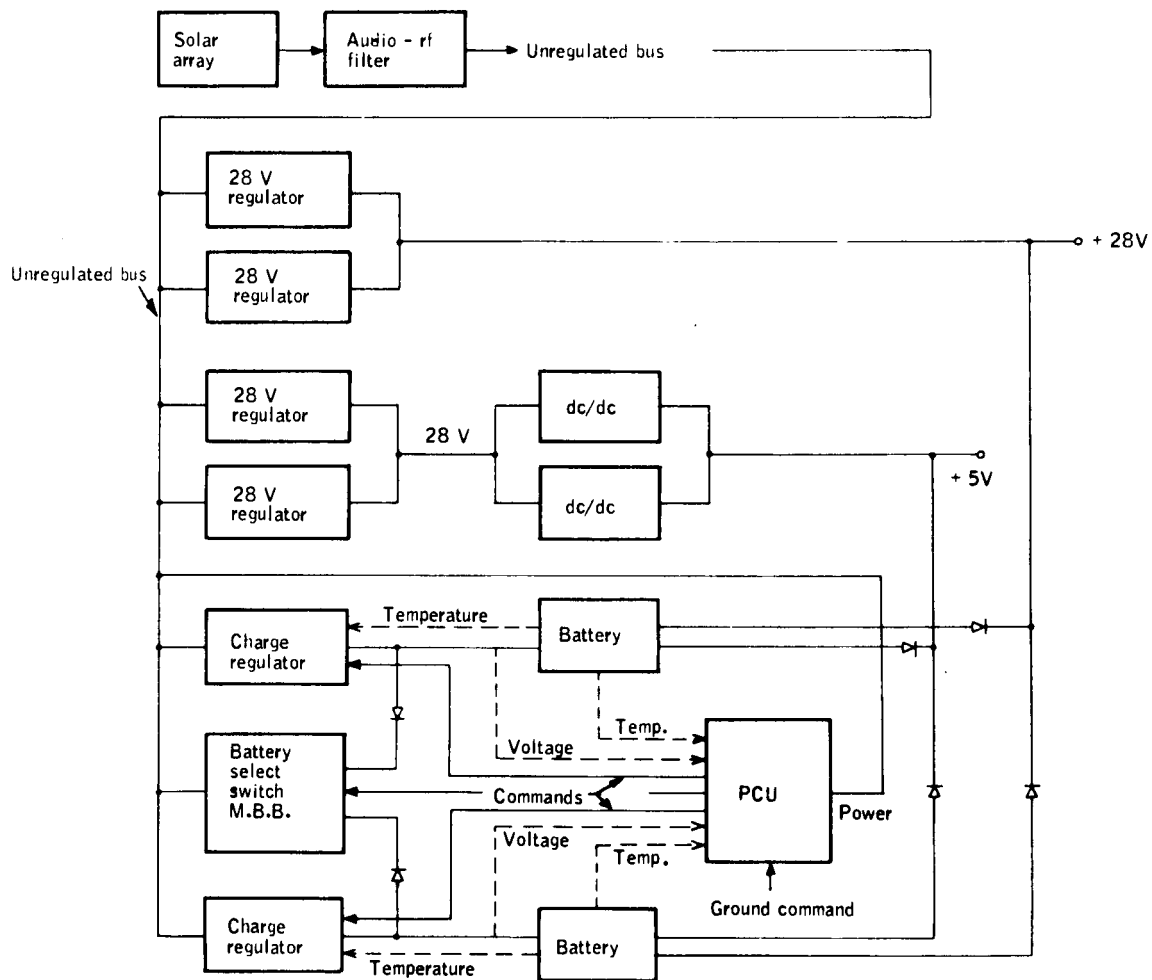 Solar
array
Audio - rf
filter
Unregulated bus
28 V
regulator
+ 28V
28 V
regulator
Unregulated bus
28 V
regulator
dc/dc
28 V
+ 5V
28 V
regulator
dc/dc
Charge
regulator
Temperature
Battery
Temp.
Voltage
Battery
select
switch
M.B.B.
Commands
PCU
Power
Voltage
Temp.
Ground command
Charge
regulator
Battery
Temperature